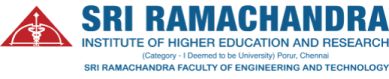 SRI RAMACHANDRA
INSTITUTE OF HIGHER EDUCATION AND RESEARCH
(Category - I Deemed to be University) Porur, Chennai
SRI RAMACHANDRA FACULTY OF ENGINEERING AND TECHNOLOGY